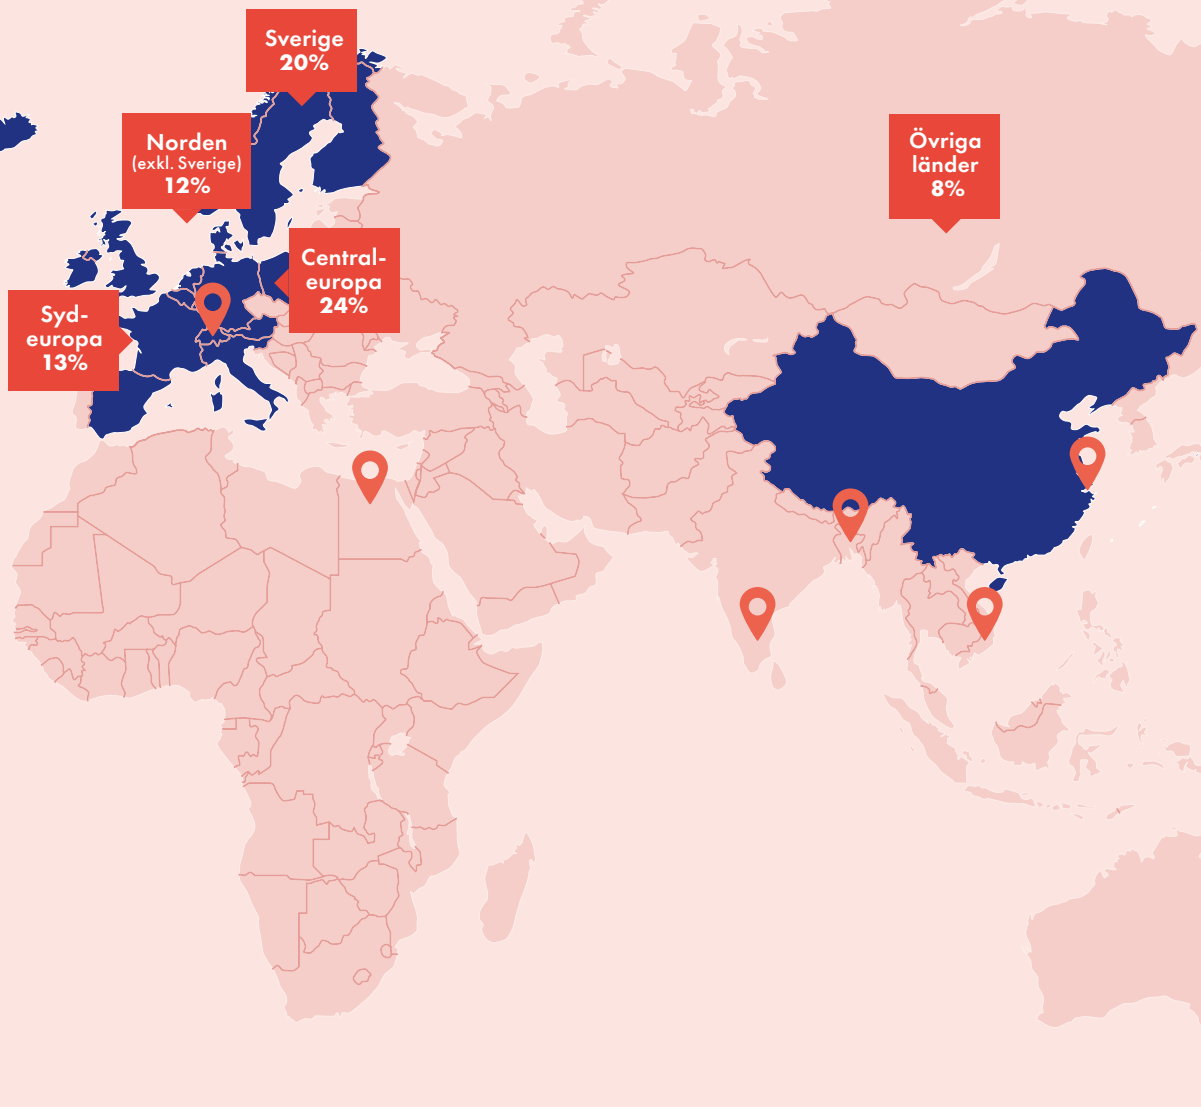 Sverige
20%
Norden
(exkl. Sverige)
12%
Övriga
länder
8%
Central-
europa
24%
Syd-
europa
13%